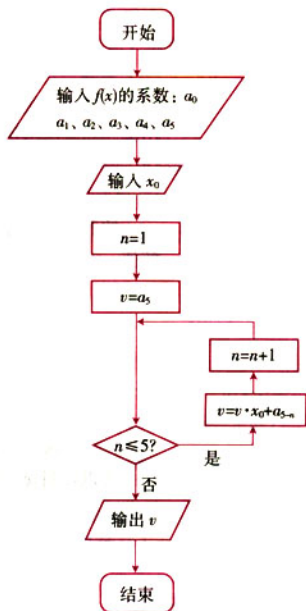 开始
输入 f(x)的系数：a₀
a₁、a₂、a₃、a₄、a₅
输入 x₀
n=1
v=a₅
n=n+1
v=v·x₀+a₅₋ₙ
n≤5?
是
否
输出 v
结束